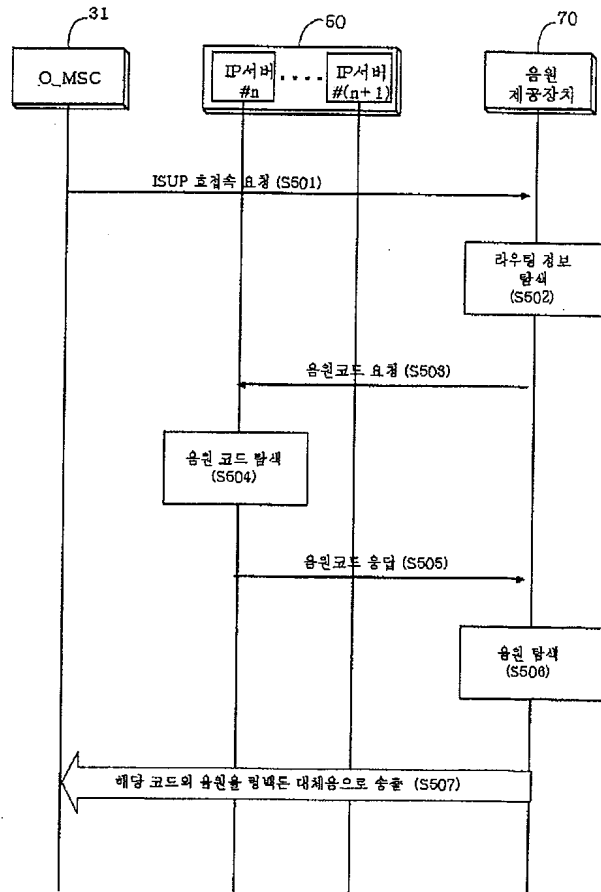 31
50
70
O_MSC
IP서버
#n
....
IP서버
#(n+1)
음원
제공장치
ISUP 호접속 요청 (S501)
라우팅 정보
탐색
(S502)
음원코드 요청 (S503)
음원 코드 탐색
(S504)
음원코드 응답 (S505)
음원 탐색
(S506)
해당 코드의 음원을 링백톤 대체음으로 송출 (S507)